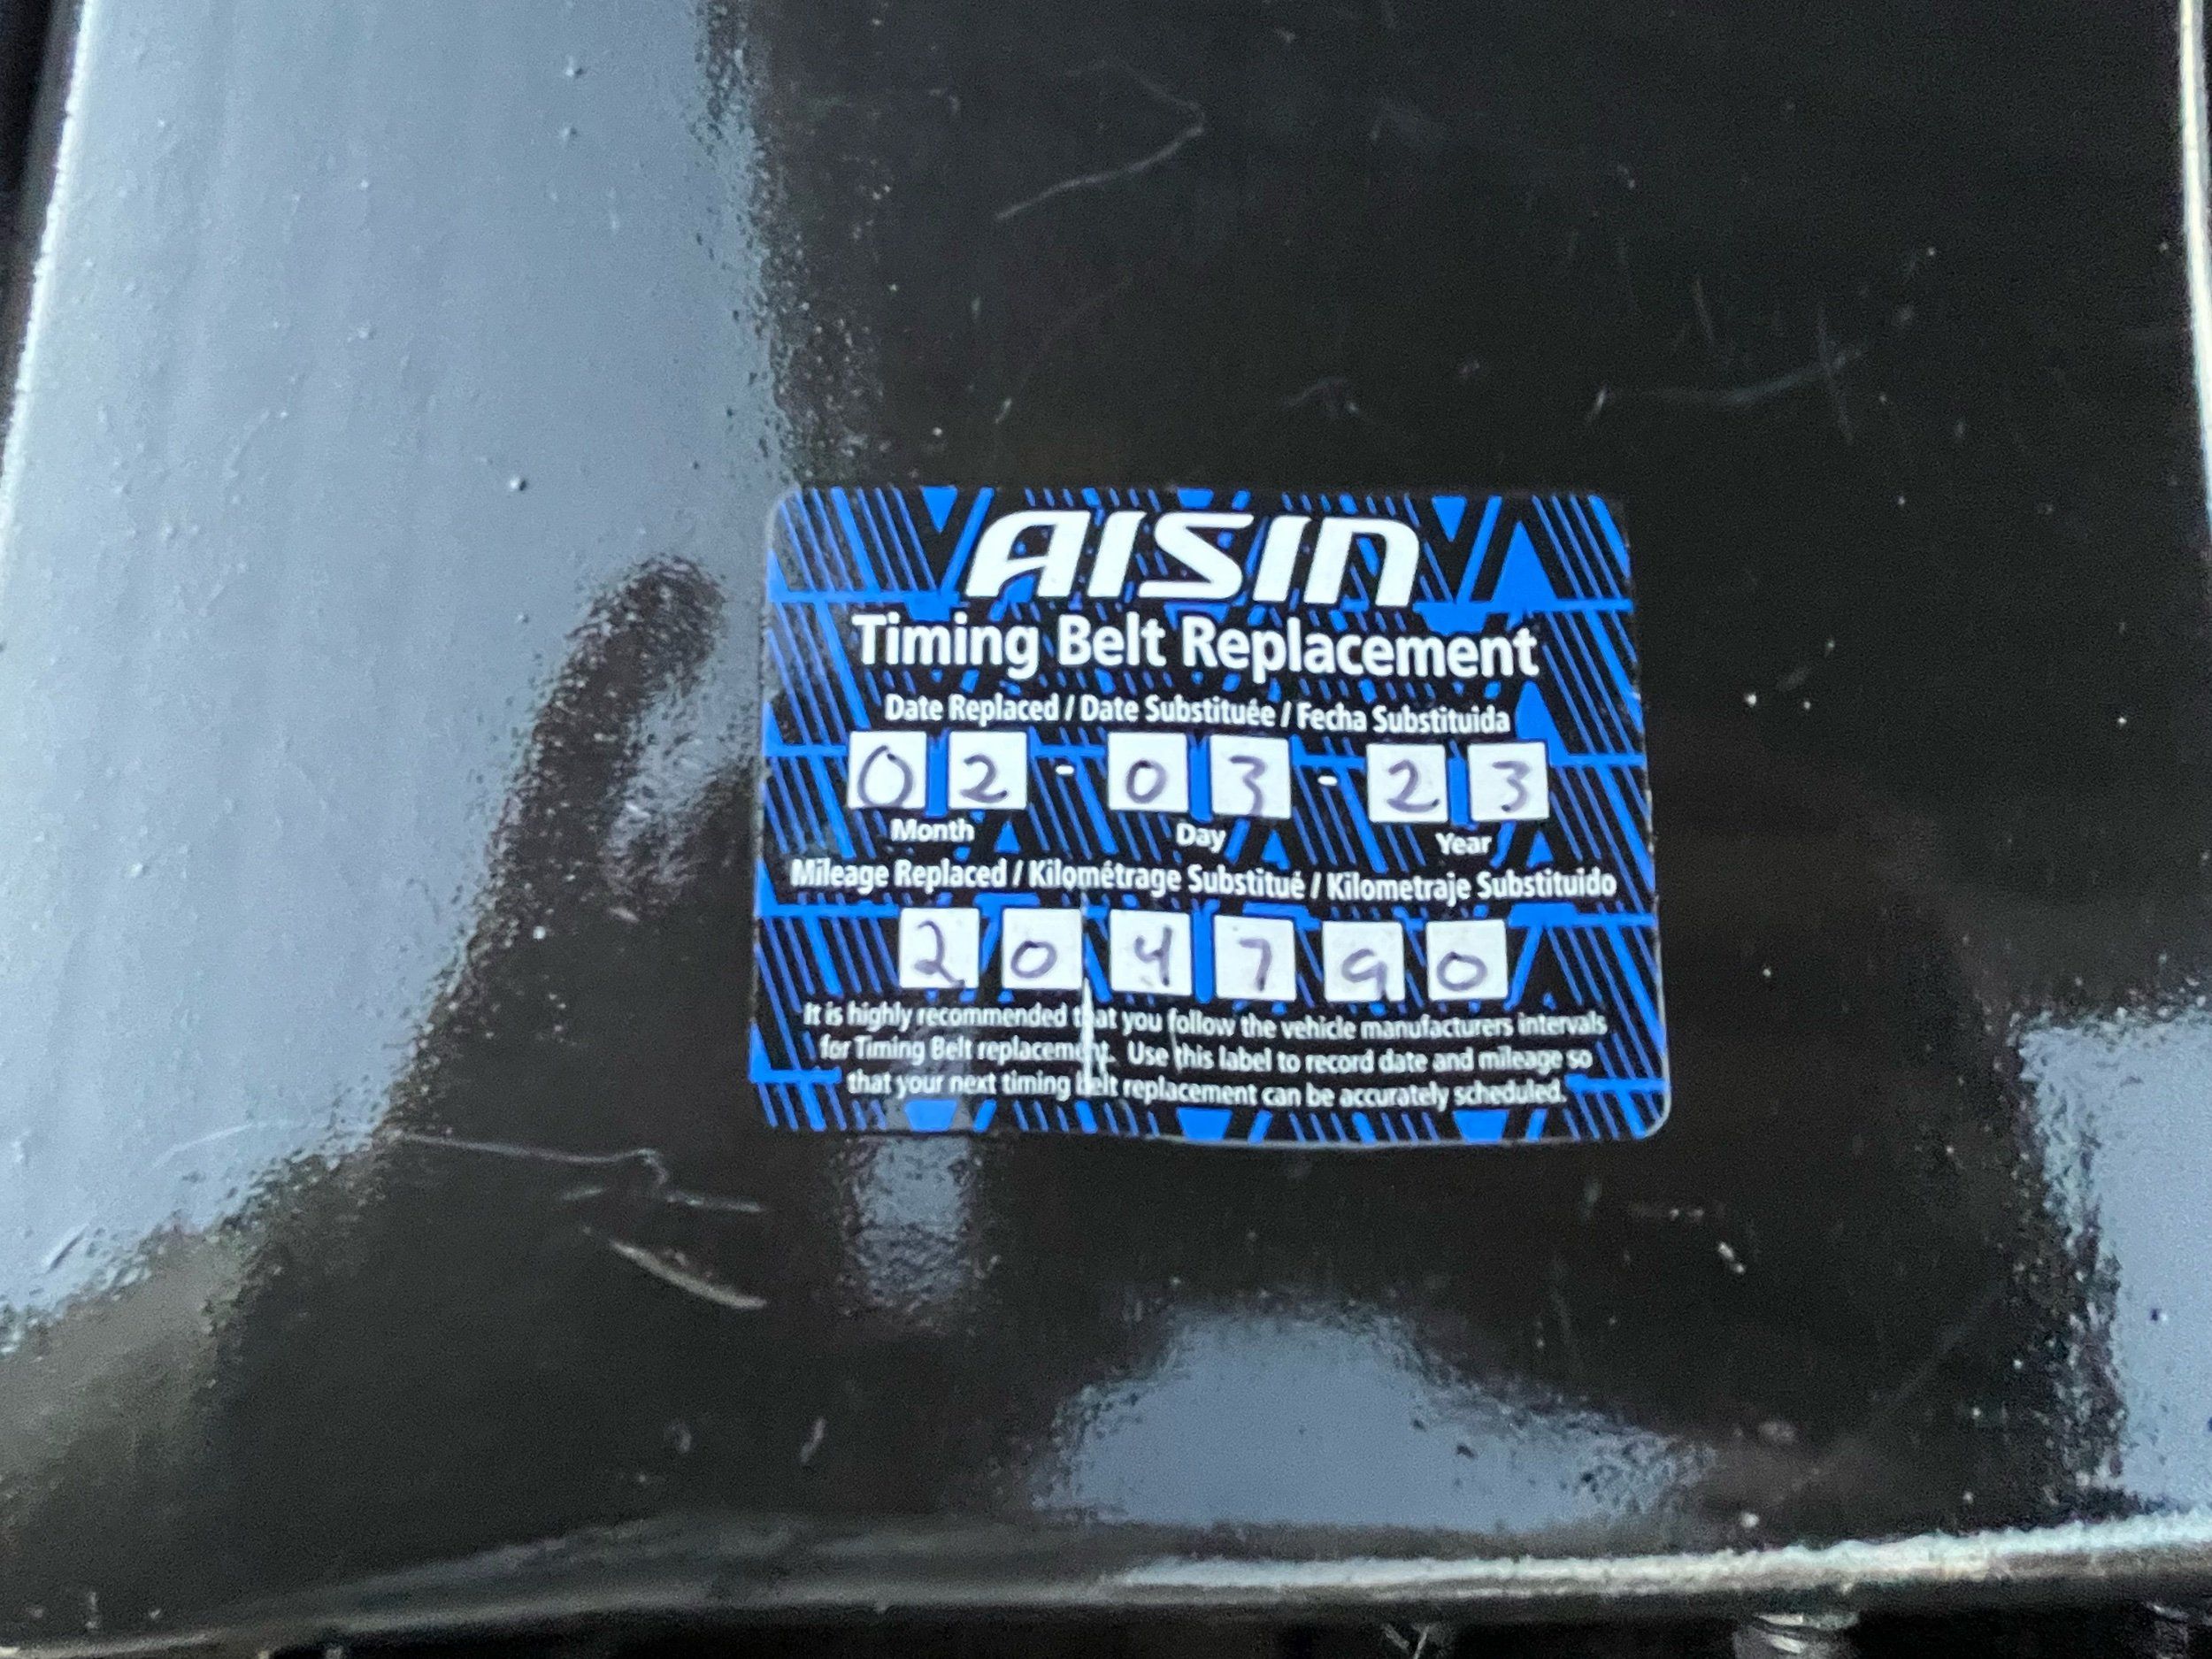 AISIN
Timing Belt Replacement
Date Replaced / Date Substituée / Fecha Substituida
02 - 03 - 23
Month Day Year
Mileage Replaced / Kilométrage Substitué / Kilometraje Substituido
204790
It is highly recommended that you follow the vehicle manufacturers intervals
for Timing Belt replacement. Use this label to record date and mileage so
that your next timing belt replacement can be accurately scheduled.